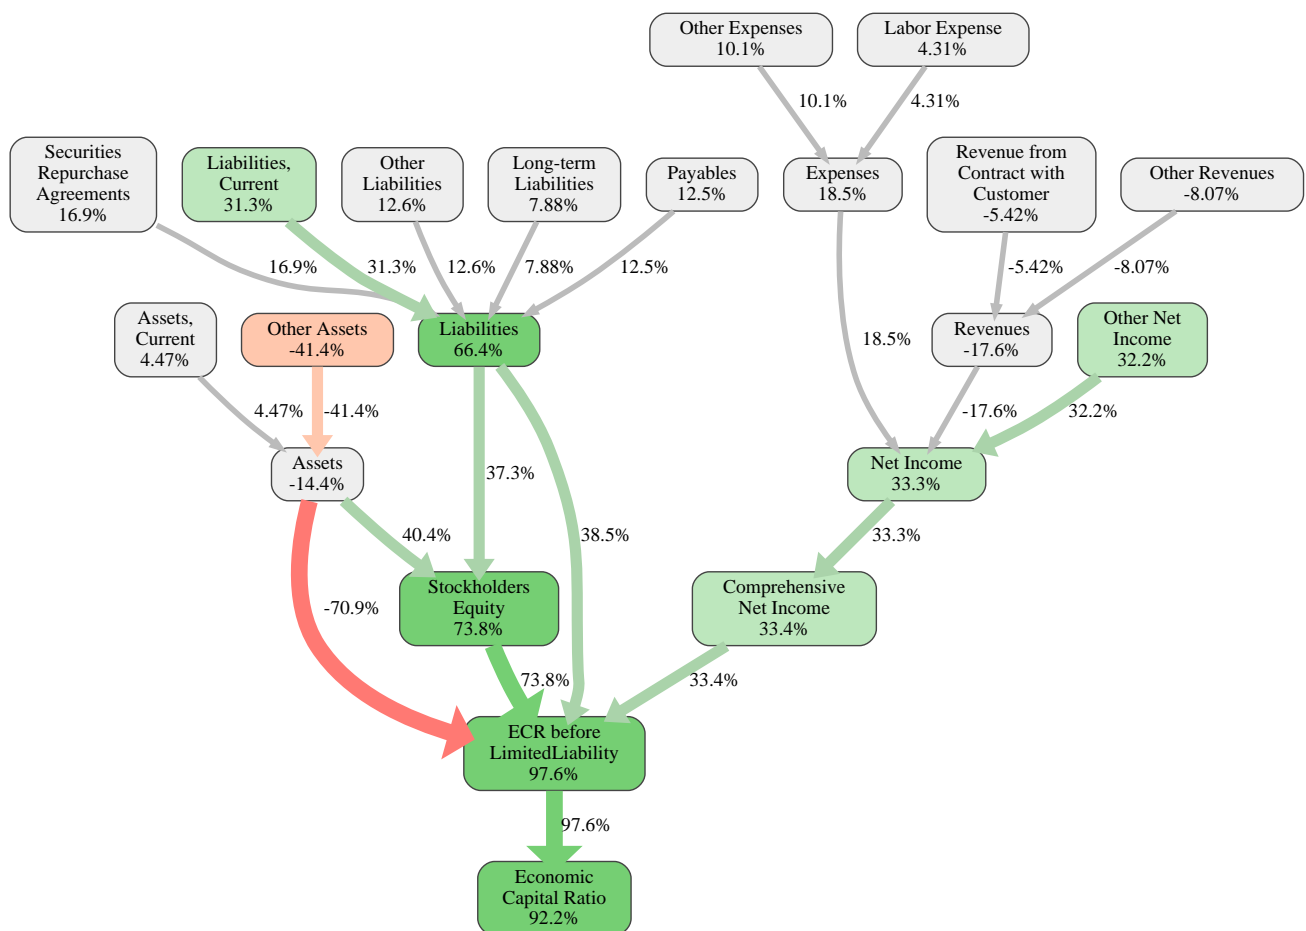 Other Expenses
10.1%
Labor Expense
4.31%
10.1%
4.31%
Securities
Repurchase
Agreements
16.9%
Liabilities,
Current
31.3%
Other
Liabilities
12.6%
Long-term
Liabilities
7.88%
Payables
12.5%
Expenses
18.5%
Revenue from
Contract with
Customer
-5.42%
Other Revenues
-8.07%
16.9%
31.3%
12.6%
7.88%
12.5%
-5.42%
-8.07%
Assets,
Current
4.47%
Other Assets
-41.4%
Liabilities
66.4%
18.5%
Revenues
-17.6%
Other Net
Income
32.2%
4.47%
-41.4%
-17.6%
32.2%
Assets
-14.4%
37.3%
Net Income
33.3%
40.4%
38.5%
33.3%
-70.9%
Stockholders
Equity
73.8%
Comprehensive
Net Income
33.4%
73.8%
33.4%
ECR before
LimitedLiability
97.6%
97.6%
Economic
Capital Ratio
92.2%